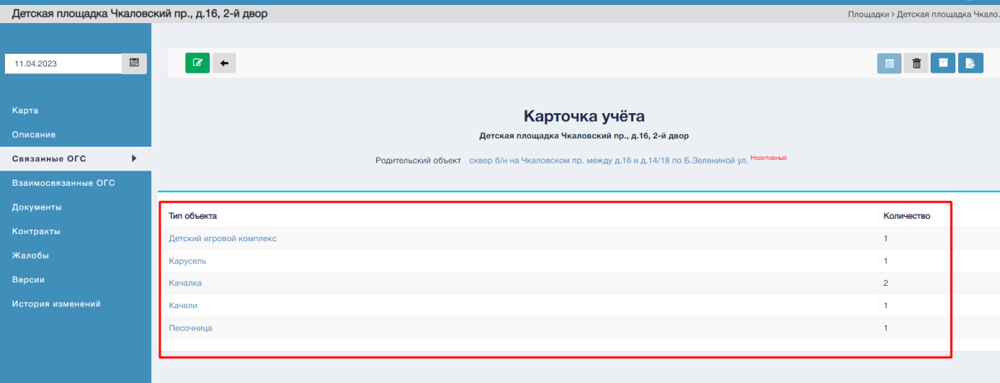 Детская площадка Чкаловский пр., д.16, 2-й двор
Площадки › Детская площадка Чкало.
11.04.2023
Карта
Описание
Связанные ОГС
Взаимосвязанные ОГС
Документы
Контракты
Жалобы
Версии
История изменений
Карточка учёта
Детская площадка Чкаловский пр., д.16, 2-й двор
Родительский объект сквер б/н на Чкаловском пр. между д.16 и д.14/18 по Б.Зелениной ул. Неактивный
Тип объекта Количество
Детский игровой комплекс 1
Карусель 1
Качалка 2
Качели 1
Песочница 1